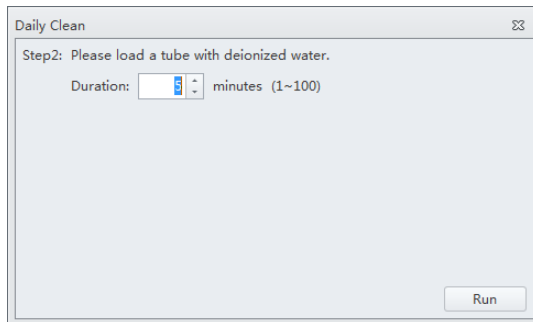 Daily Clean
Step2: Please load a tube with deionized water.
Duration: 5 minutes (1~100)
Run